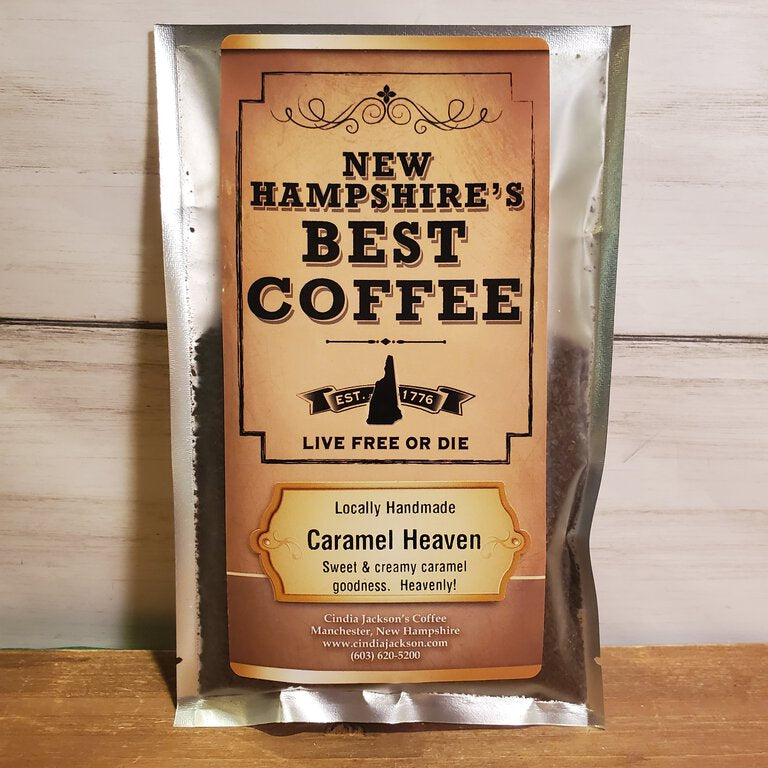 NEW
HAMPSHIRE'S
BEST
COFFEE
EST. 1776
LIVE FREE OR DIE
Locally Handmade
Caramel Heaven
Sweet & creamy caramel
goodness. Heavenly!
Cindia Jackson's Coffee
Manchester, New Hampshire
www.cindiajackson.com
(603) 620-5200